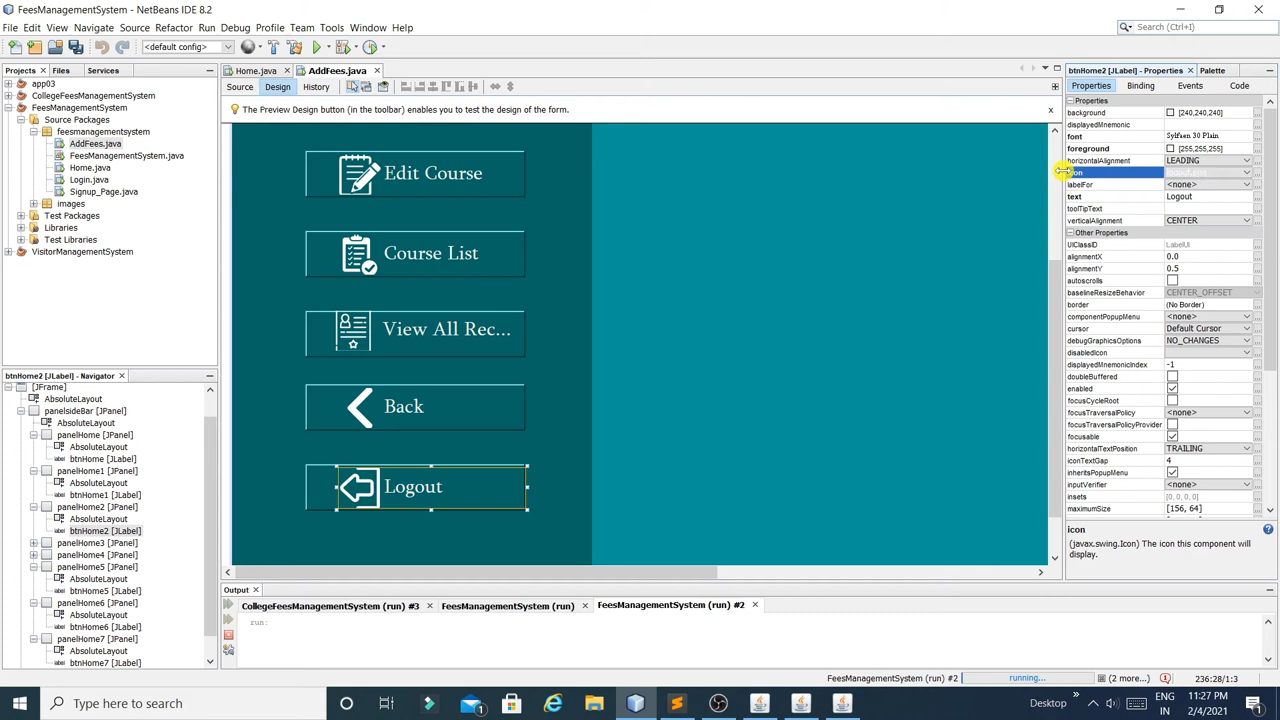 FeesManagementSystem - NetBeans IDE 8.2
File Edit View Navigate Source Refactor Run Debug Profile Team Tools Window Help
Search (Ctrl+I)
<default config>
Projects Files Services
Home.java AddFees.java
Source Design History
The Preview Design button (in the toolbar) enables you to test the design of the form.
app03
CollegeFeesManagementSystem
FeesManagementSystem
Source Packages
feesmanagementsystem
AddFees.java
FeesManagementSystem.java
Home.java
Login.java
Signup_Page.java
images
Test Packages
Libraries
Test Libraries
VisitorManagementSystem
btnHome2 [JLabel] - Navigator
[JFrame]
AbsoluteLayout
panelsideBar [JPanel]
AbsoluteLayout
panelHome [JPanel]
AbsoluteLayout
btnHome [JLabel]
panelHome1 [JPanel]
AbsoluteLayout
btnHome1 [JLabel]
panelHome2 [JPanel]
AbsoluteLayout
btnHome2 [JLabel]
panelHome3 [JPanel]
panelHome4 [JPanel]
panelHome5 [JPanel]
AbsoluteLayout
btnHome5 [JLabel]
panelHome6 [JPanel]
AbsoluteLayout
btnHome6 [JLabel]
panelHome7 [JPanel]
AbsoluteLayout
btnHome7 [JLabel]
Edit Course
Course List
View All Rec...
Back
Logout
Output
CollegeFeesManagementSystem (run) #3 FeesManagementSystem (run) FeesManagementSystem (run) #2
run:
btnHome2 [JLabel] - Properties Palette
Properties Binding Events Code
Properties
background [240,240,240]
displayedMnemonic
font Sylfaen 30 Plain
foreground [255,255,255]
horizontalAlignment LEADING
labelFor <none>
text Logout
toolTipText
verticalAlignment CENTER
Other Properties
UIClassID LabelUI
alignmentX 0.0
alignmentY 0.5
autoscrolls
baselineResizeBehavior CENTER_OFFSET
border (No Border)
componentPopupMenu <none>
cursor Default Cursor
debugGraphicsOptions NO_CHANGES
disabledIcon
displayedMnemonicIndex -1
doubleBuffered
enabled
focusCycleRoot
focusTraversalPolicy <none>
focusTraversalPolicyProvider
focusable
horizontalTextPosition TRAILING
iconTextGap 4
inheritsPopupMenu
inputVerifier <none>
insets [0, 0, 0, 0]
maximumSize [156, 64]
icon
(javax.swing.Icon) The icon this component will
display.
FeesManagementSystem (run) #2 running... (2 more...) 236:28/1:3
Type here to search
Desktop
ENG
IN
11:27 PM
2/4/2021